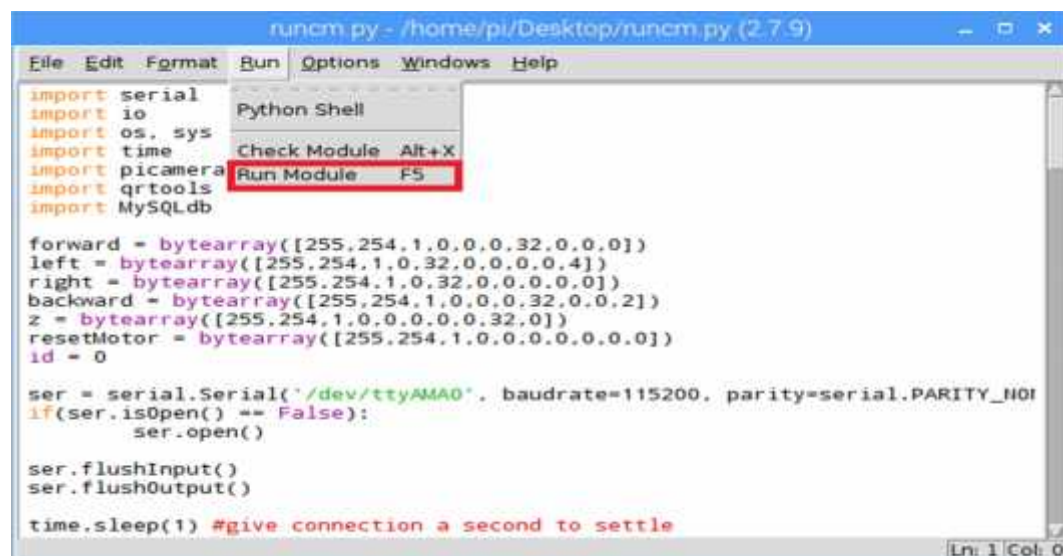 runcm.py - /home/pi/Desktop/runcm.py (2.7.9)
File Edit Format Run Options Windows Help
import serial
import io
import os, sys
import time
import picamera
import qrtools
import MySQLdb
Python Shell
Check Module Alt+X
Run Module F5
forward = bytearray([255,254,1,0,0,0,32,0,0,0])
left = bytearray([255,254,1,0,32,0,0,0,0,4])
right = bytearray([255,254,1,0,32,0,0,0,0,0])
backward = bytearray([255,254,1,0,0,0,32,0,0,2])
z = bytearray([255,254,1,0,0,0,0,0,32,0])
resetMotor = bytearray([255,254,1,0,0,0,0,0,0,0])
id = 0
ser = serial.Serial('/dev/ttyAMA0', baudrate=115200, parity=serial.PARITY_NO
if(ser.isOpen() == False):
ser.open()
ser.flushInput()
ser.flushOutput()
time.sleep(1) #give connection a second to settle
Ln: 1 Col: 0